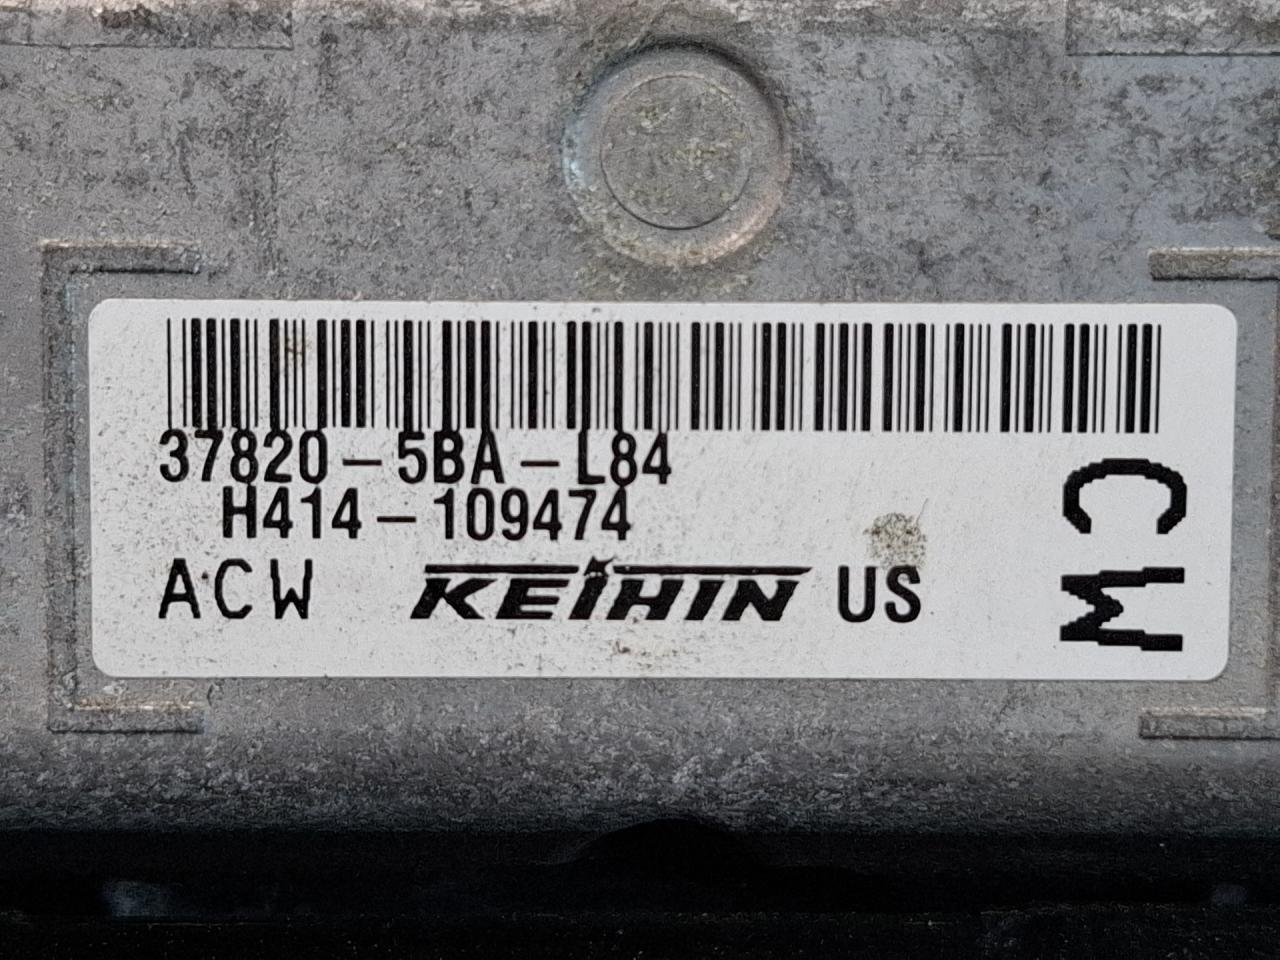 37820-5BA-L84
H414-109474
ACW KEIHIN US
CW